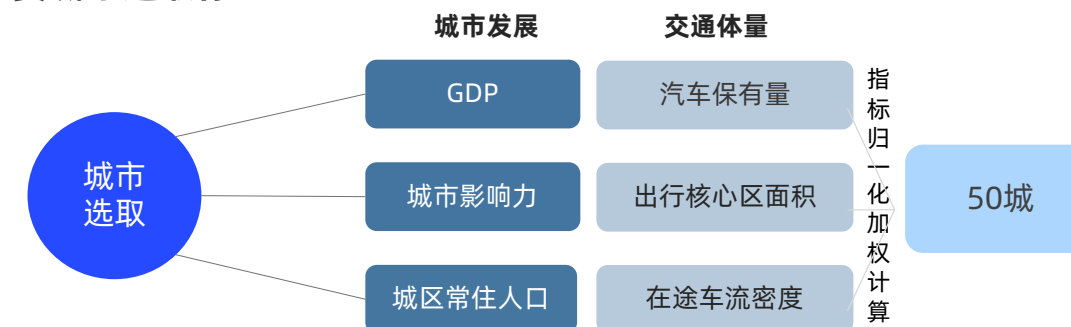 城市发展
交通体量
城市
选取
GDP
汽车保有量
城市影响力
出行核心区面积
城区常住人口
在途车流密度
指标归一化加权计算
50城